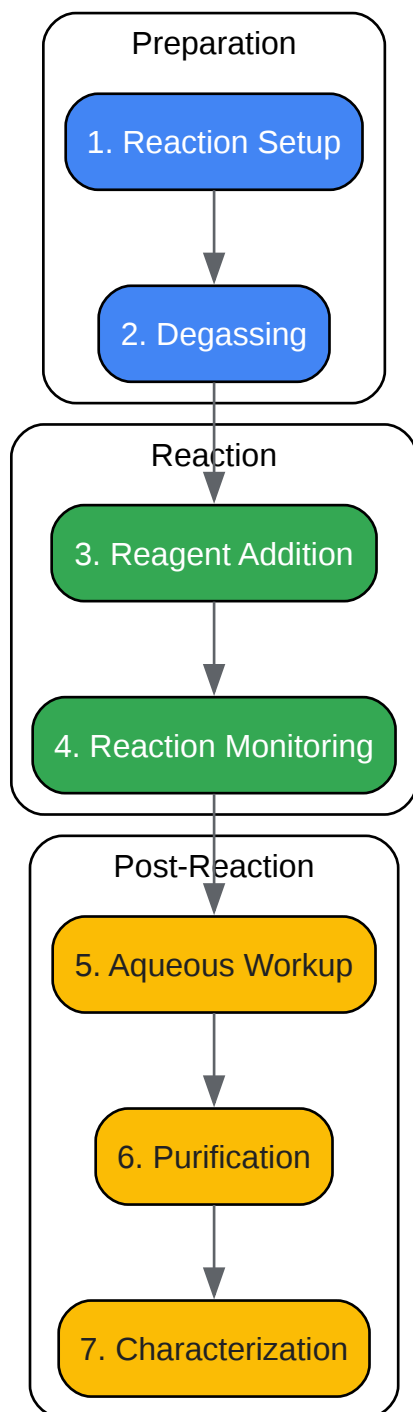 Preparation
1. Reaction Setup
2. Degassing
Reaction
3. Reagent Addition
4. Reaction Monitoring
Post-Reaction
5. Aqueous Workup
6. Purification
7. Characterization